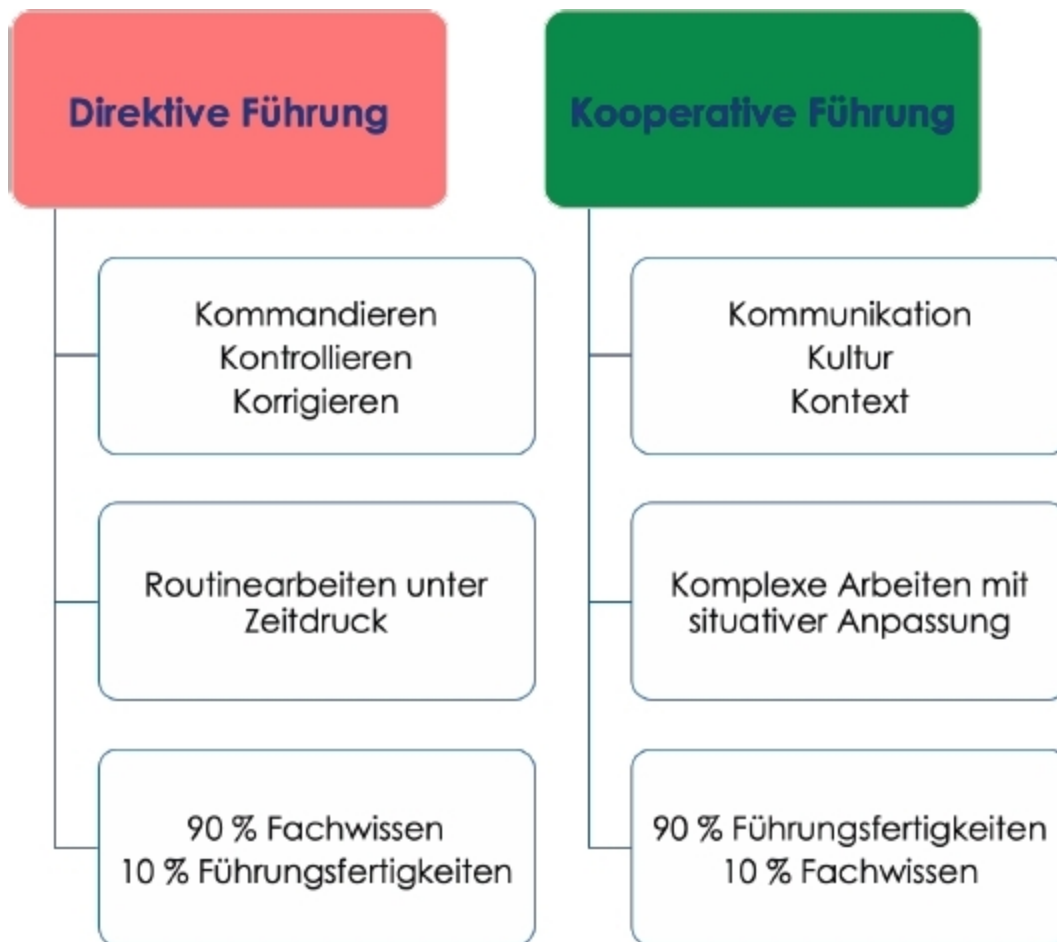 Direktive Führung
Kommandieren
Kontrollieren
Korrigieren
Routinearbeiten unter
Zeitdruck
90 % Fachwissen
10 % Führungsfertigkeiten
Kooperative Führung
Kommunikation
Kultur
Kontext
Komplexe Arbeiten mit
situativer Anpassung
90 % Führungsfertigkeiten
10 % Fachwissen